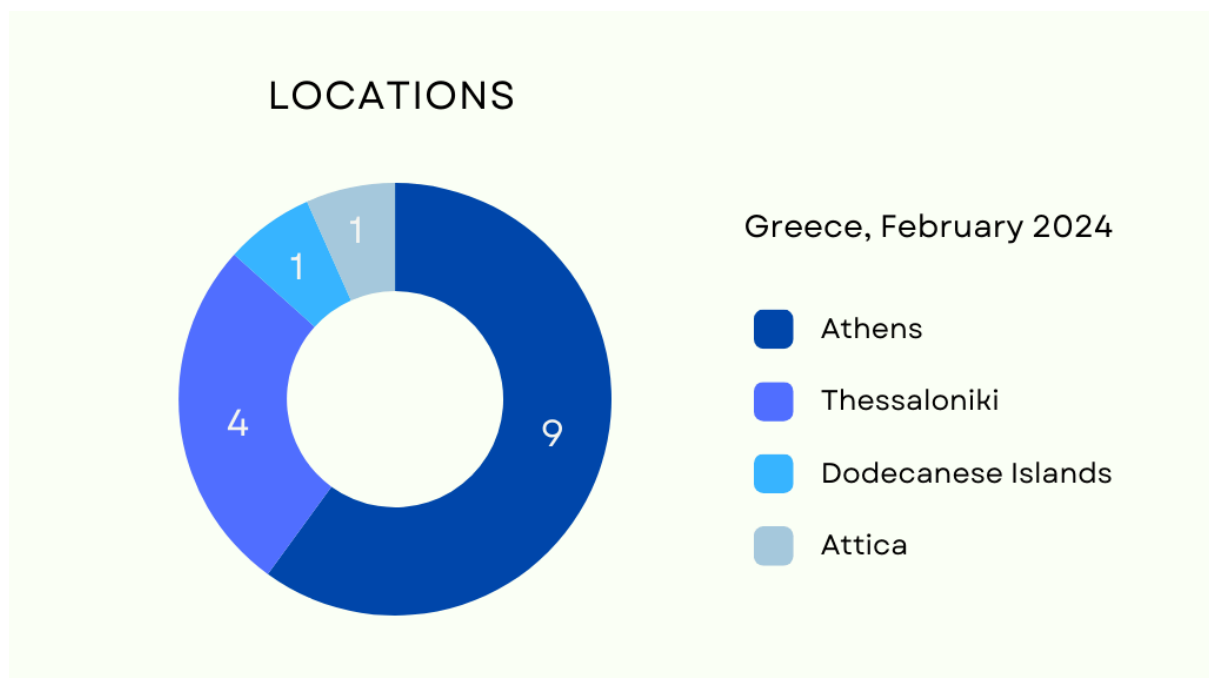 LOCATIONS
1
1
4
9
Greece, February 2024
Athens
Thessaloniki
Dodecanese Islands
Attica